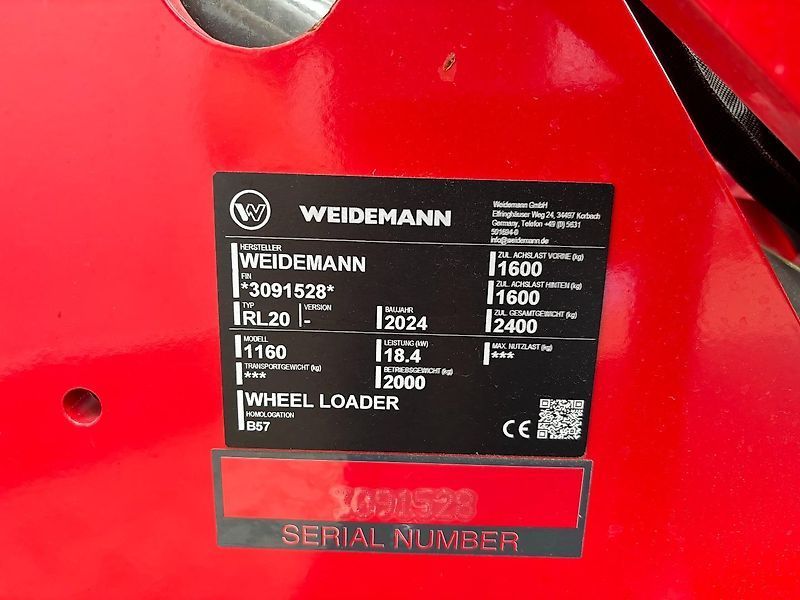 W WEIDEMANN
Weidemann GmbH
Elfringhäuser Weg 24, 34497 Korbach
Germany, Telefon +49 (0) 5631
501694-0
info@weidemann.de
HERSTELLER
WEIDEMANN
FIN
*3091528*
TYP VERSION BAUJAHR
RL20 - 2024
ZUL. ACHSLAST VORNE (kg)
1600
ZUL. ACHSLAST HINTEN (kg)
1600
ZUL. GESAMTGEWICHT (kg)
2400
MODELL LEISTUNG (kW) MAX. NUTZLAST (kg)
1160 18.4 ***
TRANSPORTGEWICHT (kg) BETRIEBSGEWICHT (kg)
*** 2000
WHEEL LOADER
HOMOLOGATION
B57
CE
3091528
SERIAL NUMBER